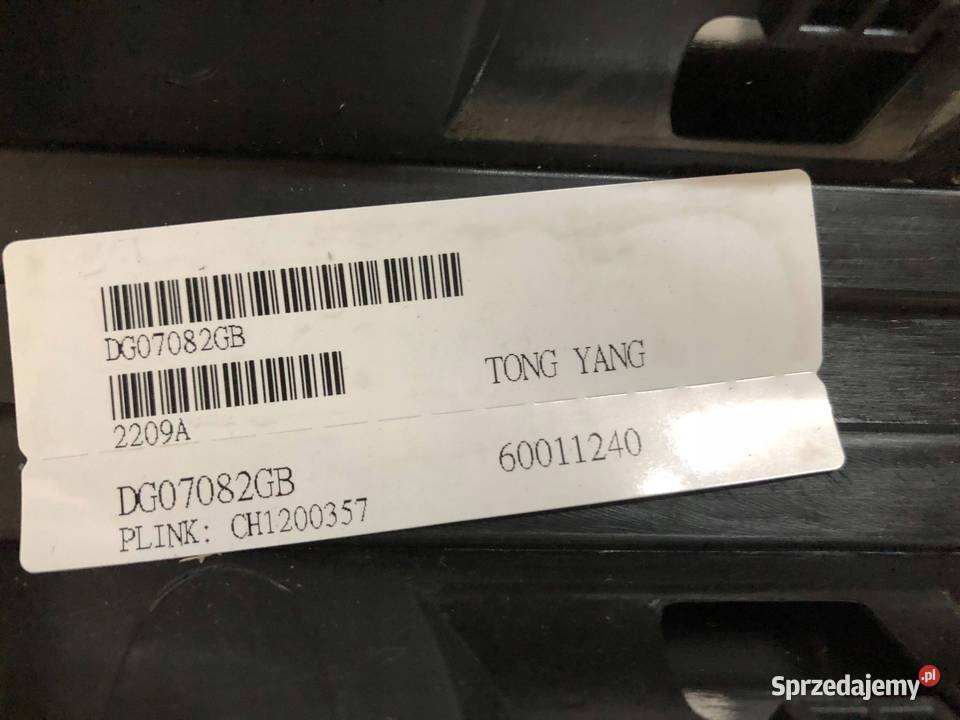 DG07082GB
2209A
TONG YANG
DG07082GB
60011240
PLINK: CH1200357
Sprzedajemy.pl